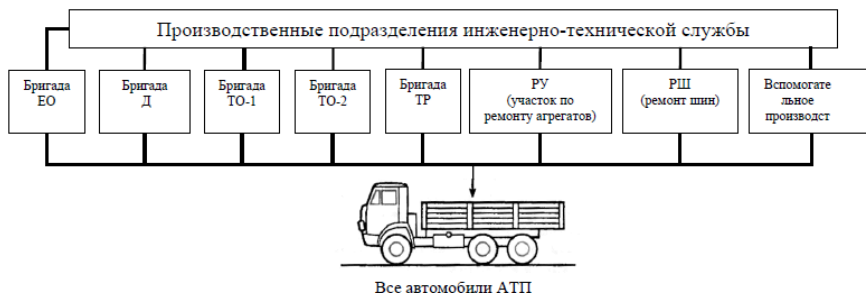 Производственные подразделения инженерно-технической службы
Бригада
ЕО
Бригада
Д
Бригада
ТО-1
Бригада
ТО-2
Бригада
ТР
РУ
(участок по
ремонту агрегатов)
РШ
(ремонт шин)
Вспомогате
льное
производст
Все автомобили АТП